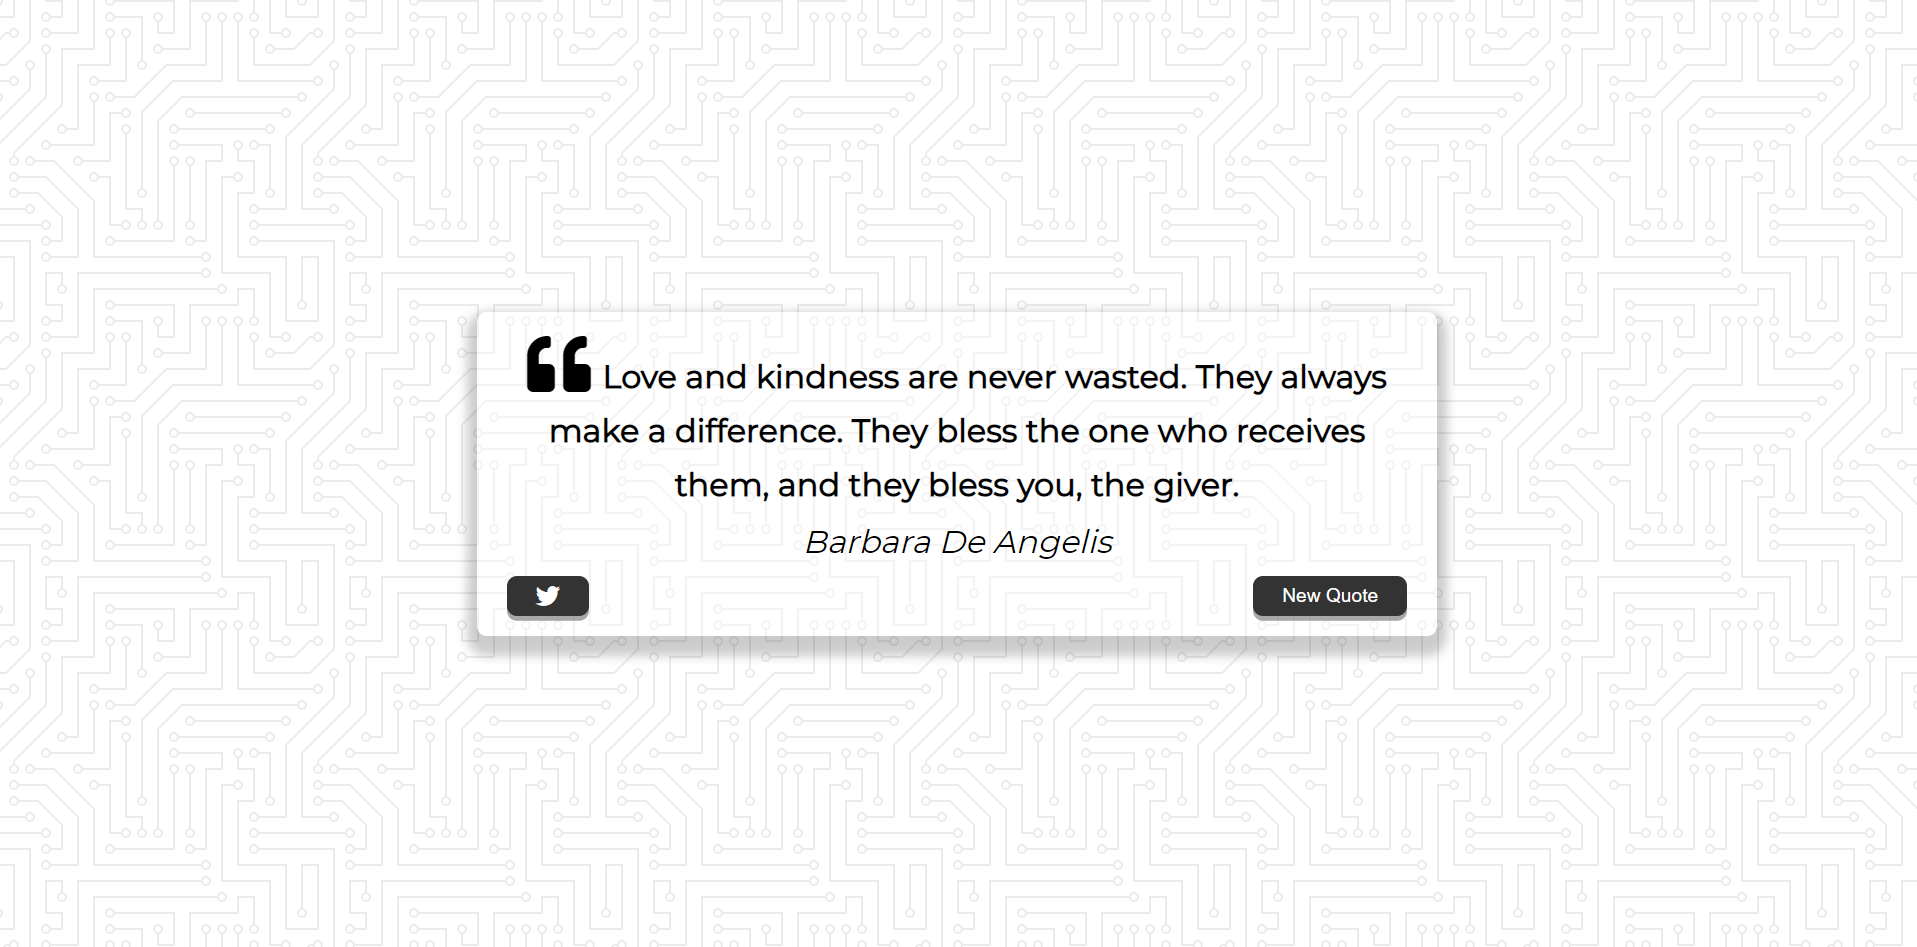 Love and kindness are never wasted. They always
make a difference. They bless the one who receives
them, and they bless you, the giver.
Barbara De Angelis
New Quote